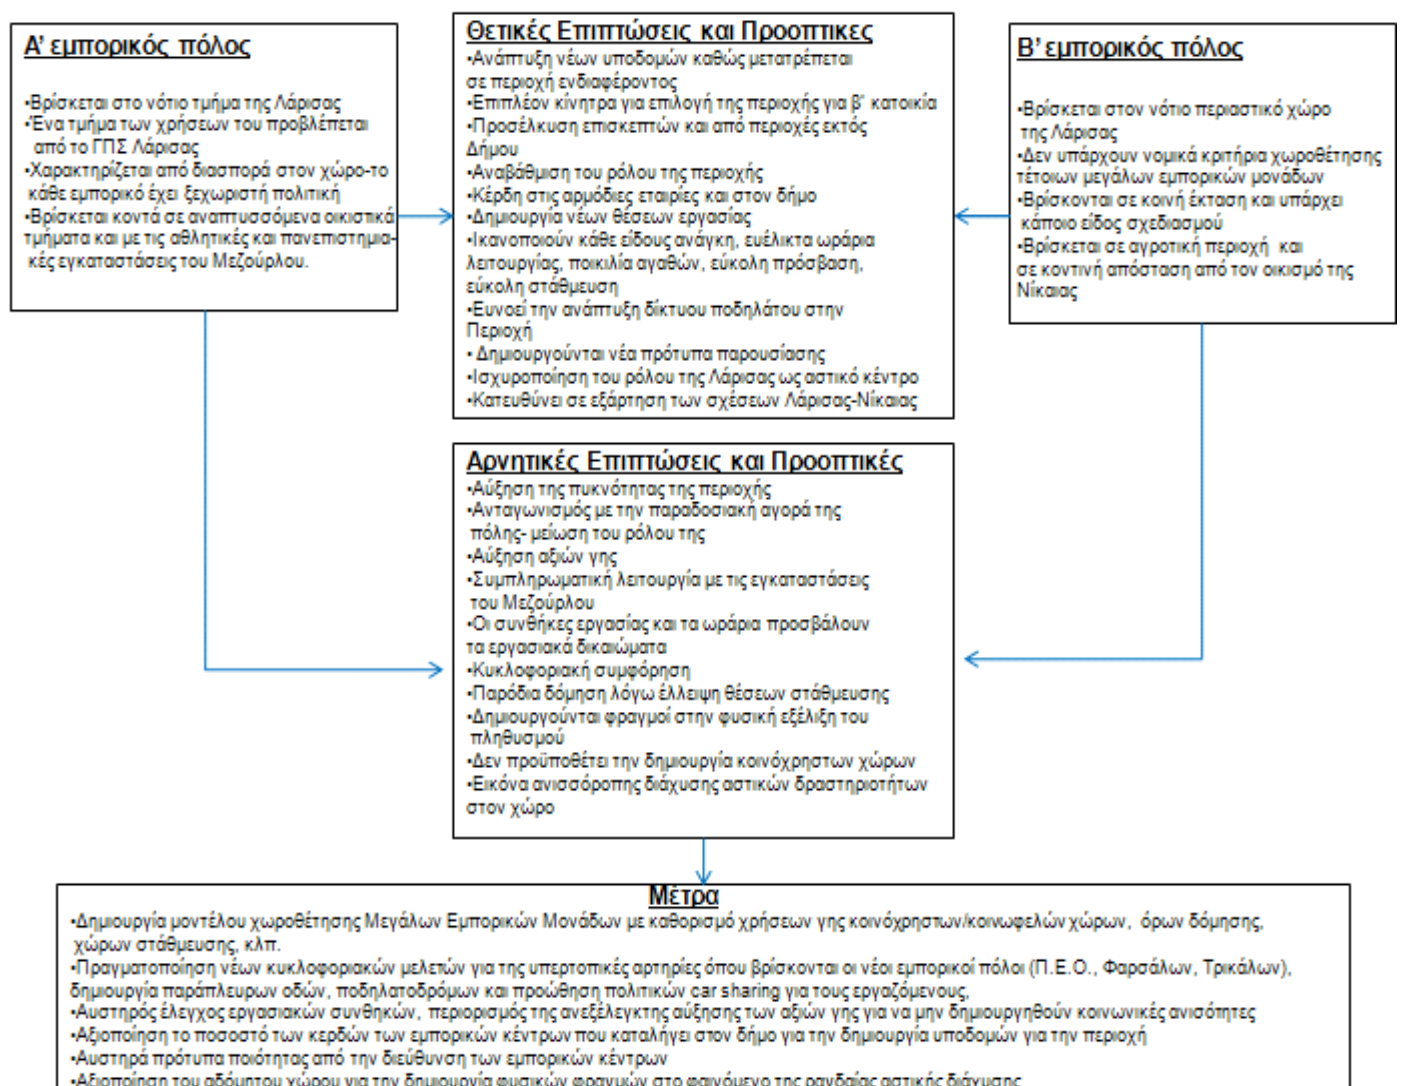 Α' εμπορικός πόλος
•Βρίσκεται στο νότιο τμήμα της Λάρισας
•Ένα τμήμα των χρήσεων του προβλέπεται
από το ΓΠΣ Λάρισας
•Χαρακτηρίζεται από διασπορά στον χώρο-το
κάθε εμπορικό έχει ξεχωριστή πολιτική
•Βρίσκεται κοντά σε αναπτυσσόμενα οικιστικά
τμήματα και με τις αθλητικές και πανεπιστημια-
κές εγκαταστάσεις του Μεζούρλου.
Θετικές Επιπτώσεις και Προοπτικες
•Ανάπτυξη νέων υποδομών καθώς μετατρέπεται
σε περιοχή ενδιαφέροντος
•Επιπλέον κίνητρα για επιλογή της περιοχής για β' κατοικία
•Προσέλκυση επισκεπτών και από περιοχές εκτός
Δήμου
•Αναβάθμιση του ρόλου της περιοχής
•Κέρδη στις αρμόδιες εταιρίες και στον δήμο
•Δημιουργία νέων θέσεων εργασίας
•Ικανοποιούν κάθε είδους ανάγκη, ευέλικτα ωράρια
λειτουργίας, ποικιλία αγαθών, εύκολη πρόσβαση,
εύκολη στάθμευση
•Ευνοεί την ανάπτυξη δίκτυου ποδηλάτου στην
Περιοχή
• Δημιουργούνται νέα πρότυπα παρουσίασης
•Ισχυροποίηση του ρόλου της Λάρισας ως αστικό κέντρο
•Κατευθύνει σε εξάρτηση των σχέσεων Λάρισας-Νίκαιας
Β' εμπορικός πόλος
•Βρίσκεται στον νότιο περιαστικό χώρο
της Λάρισας
•Δεν υπάρχουν νομικά κριτήρια χωροθέτησης
τέτοιων μεγάλων εμπορικών μονάδων
•Βρίσκονται σε κοινή έκταση και υπάρχει
κάποιο είδος σχεδιασμού
•Βρίσκεται σε αγροτική περιοχή και
σε κοντινή απόσταση από τον οικισμό της
Νίκαιας
Αρνητικές Επιπτώσεις και Προοπτικές
•Αύξηση της πυκνότητας της περιοχής
•Ανταγωνισμός με την παραδοσιακή αγορά της
πόλης- μείωση του ρόλου της
•Αύξηση αξιών γης
•Συμπληρωματική λειτουργία με τις εγκαταστάσεις
του Μεζούρλου
•Οι συνθήκες εργασίας και τα ωράρια προσβάλουν
τα εργασιακά δικαιώματα
•Κυκλοφοριακή συμφόρηση
•Παρόδια δόμηση λόγω έλλειψη θέσεων στάθμευσης
•Δημιουργούνται φραγμοί στην φυσική εξέλιξη του
πληθυσμού
•Δεν προϋποθέτει την δημιουργία κοινόχρηστων χώρων
•Εικόνα ανισσόροπης διάχυσης αστικών δραστηριοτήτων
στον χώρο
Μέτρα
•Δημιουργία μοντέλου χωροθέτησης Μεγάλων Εμπορικών Μονάδων με καθορισμό χρήσεων γης κοινόχρηστων/κοινωφελών χώρων, όρων δόμησης,
χώρων στάθμευσης, κλπ.
•Πραγματοποίηση νέων κυκλοφοριακών μελετών για της υπερτοπικές αρτηρίες όπου βρίσκονται οι νέοι εμπορικοί πόλοι (Π.Ε.Ο., Φαρσάλων, Τρικάλων),
δημιουργία παράπλευρων οδών, ποδηλατοδρόμων και προώθηση πολιτικών car sharing για τους εργαζόμενους,
•Αυστηρός έλεγχος εργασιακών συνθηκών, περιορισμός της ανεξέλεγκτης αύξησης των αξιών γης για να μην δημιουργηθούν κοινωνικές ανισότητες
•Αξιοποίηση το ποσοστό των κερδών των εμπορικών κέντρων που καταλήγει στον δήμο για την δημιουργία υποδομών για την περιοχή
•Αυστηρά πρότυπα ποιότητας από την διεύθυνση των εμπορικών κέντρων
•Αξιοποίηση του αδόμητου χώρου για την δημιουργία φυσικών φραγμών στο φαινόμενο της ραγδαίας αστικής διάχυσης